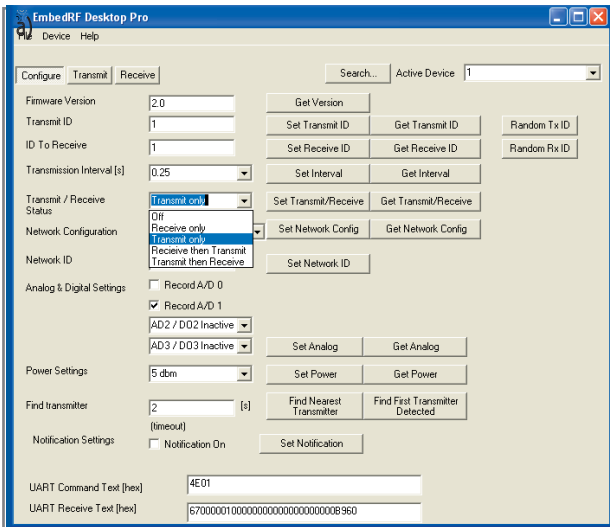 EmbedRF Desktop Pro
a)
File Device Help
Configure Transmit Receive Search... Active Device 1
Firmware Version 2.0 Get Version
Transmit ID 1 Set Transmit ID Get Transmit ID Random Tx ID
ID To Receive 1 Set Receive ID Get Receive ID Random Rx ID
Transmission Interval [s] 0.25 Set Interval Get Interval
Transmit / Receive
Status
Transmit only Set Transmit/Receive Get Transmit/Receive
Off
Receive only
Transmit only
Recieive then Transmit
Transmit then Receive
Network Configuration Set Network Config Get Network Config
Network ID Set Network ID
Analog & Digital Settings Record A/D 0
Record A/D 1
AD2 / DO2 Inactive
AD3 / DO3 Inactive Set Analog Get Analog
Power Settings 5 dbm Set Power Get Power
Find transmitter 2 [s]
(timeout)
Find Nearest
Transmitter
Find First Transmitter
Detected
Notification Settings Notification On Set Notification
UART Command Text [hex] 4E01